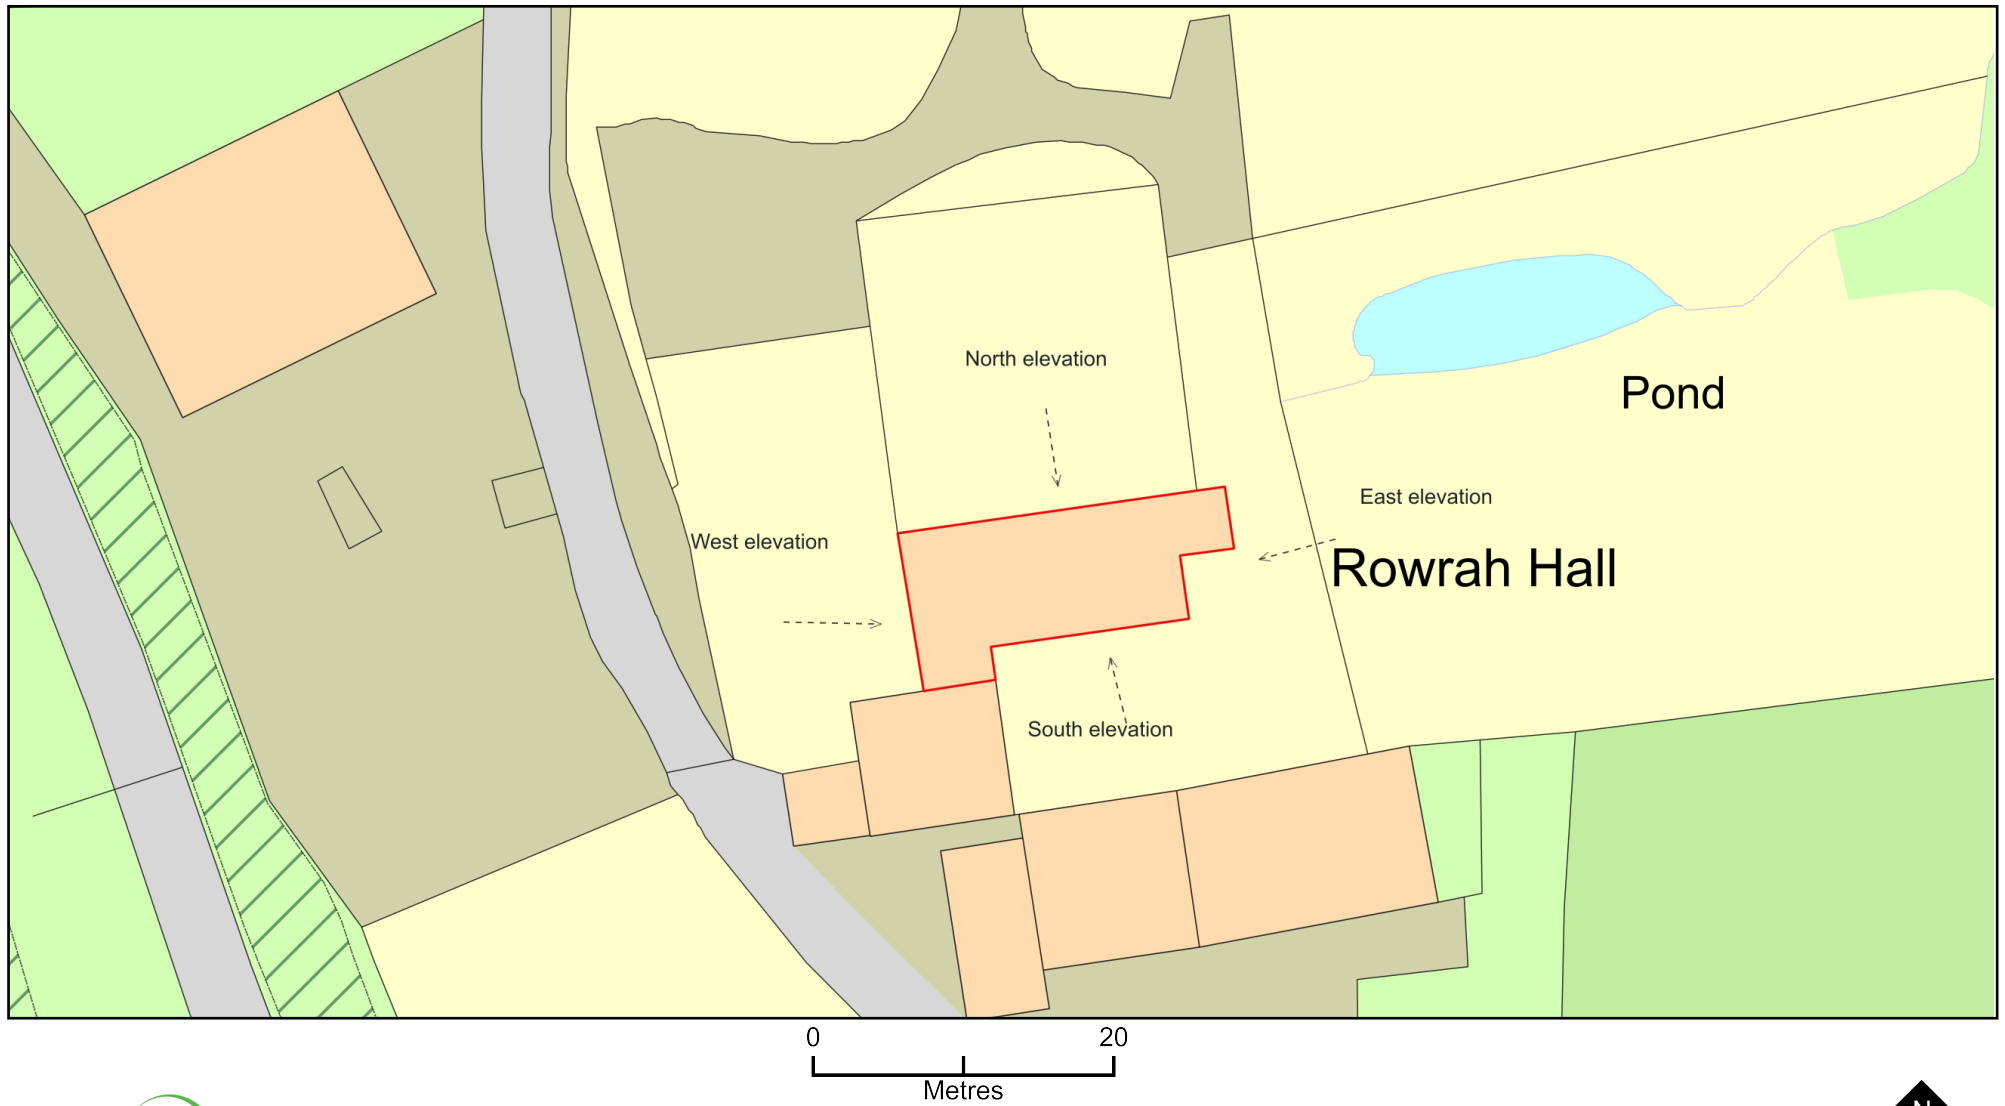 North elevation
Pond
East elevation
West elevation
Rowrah Hall
South elevation
0 20
Metres
N